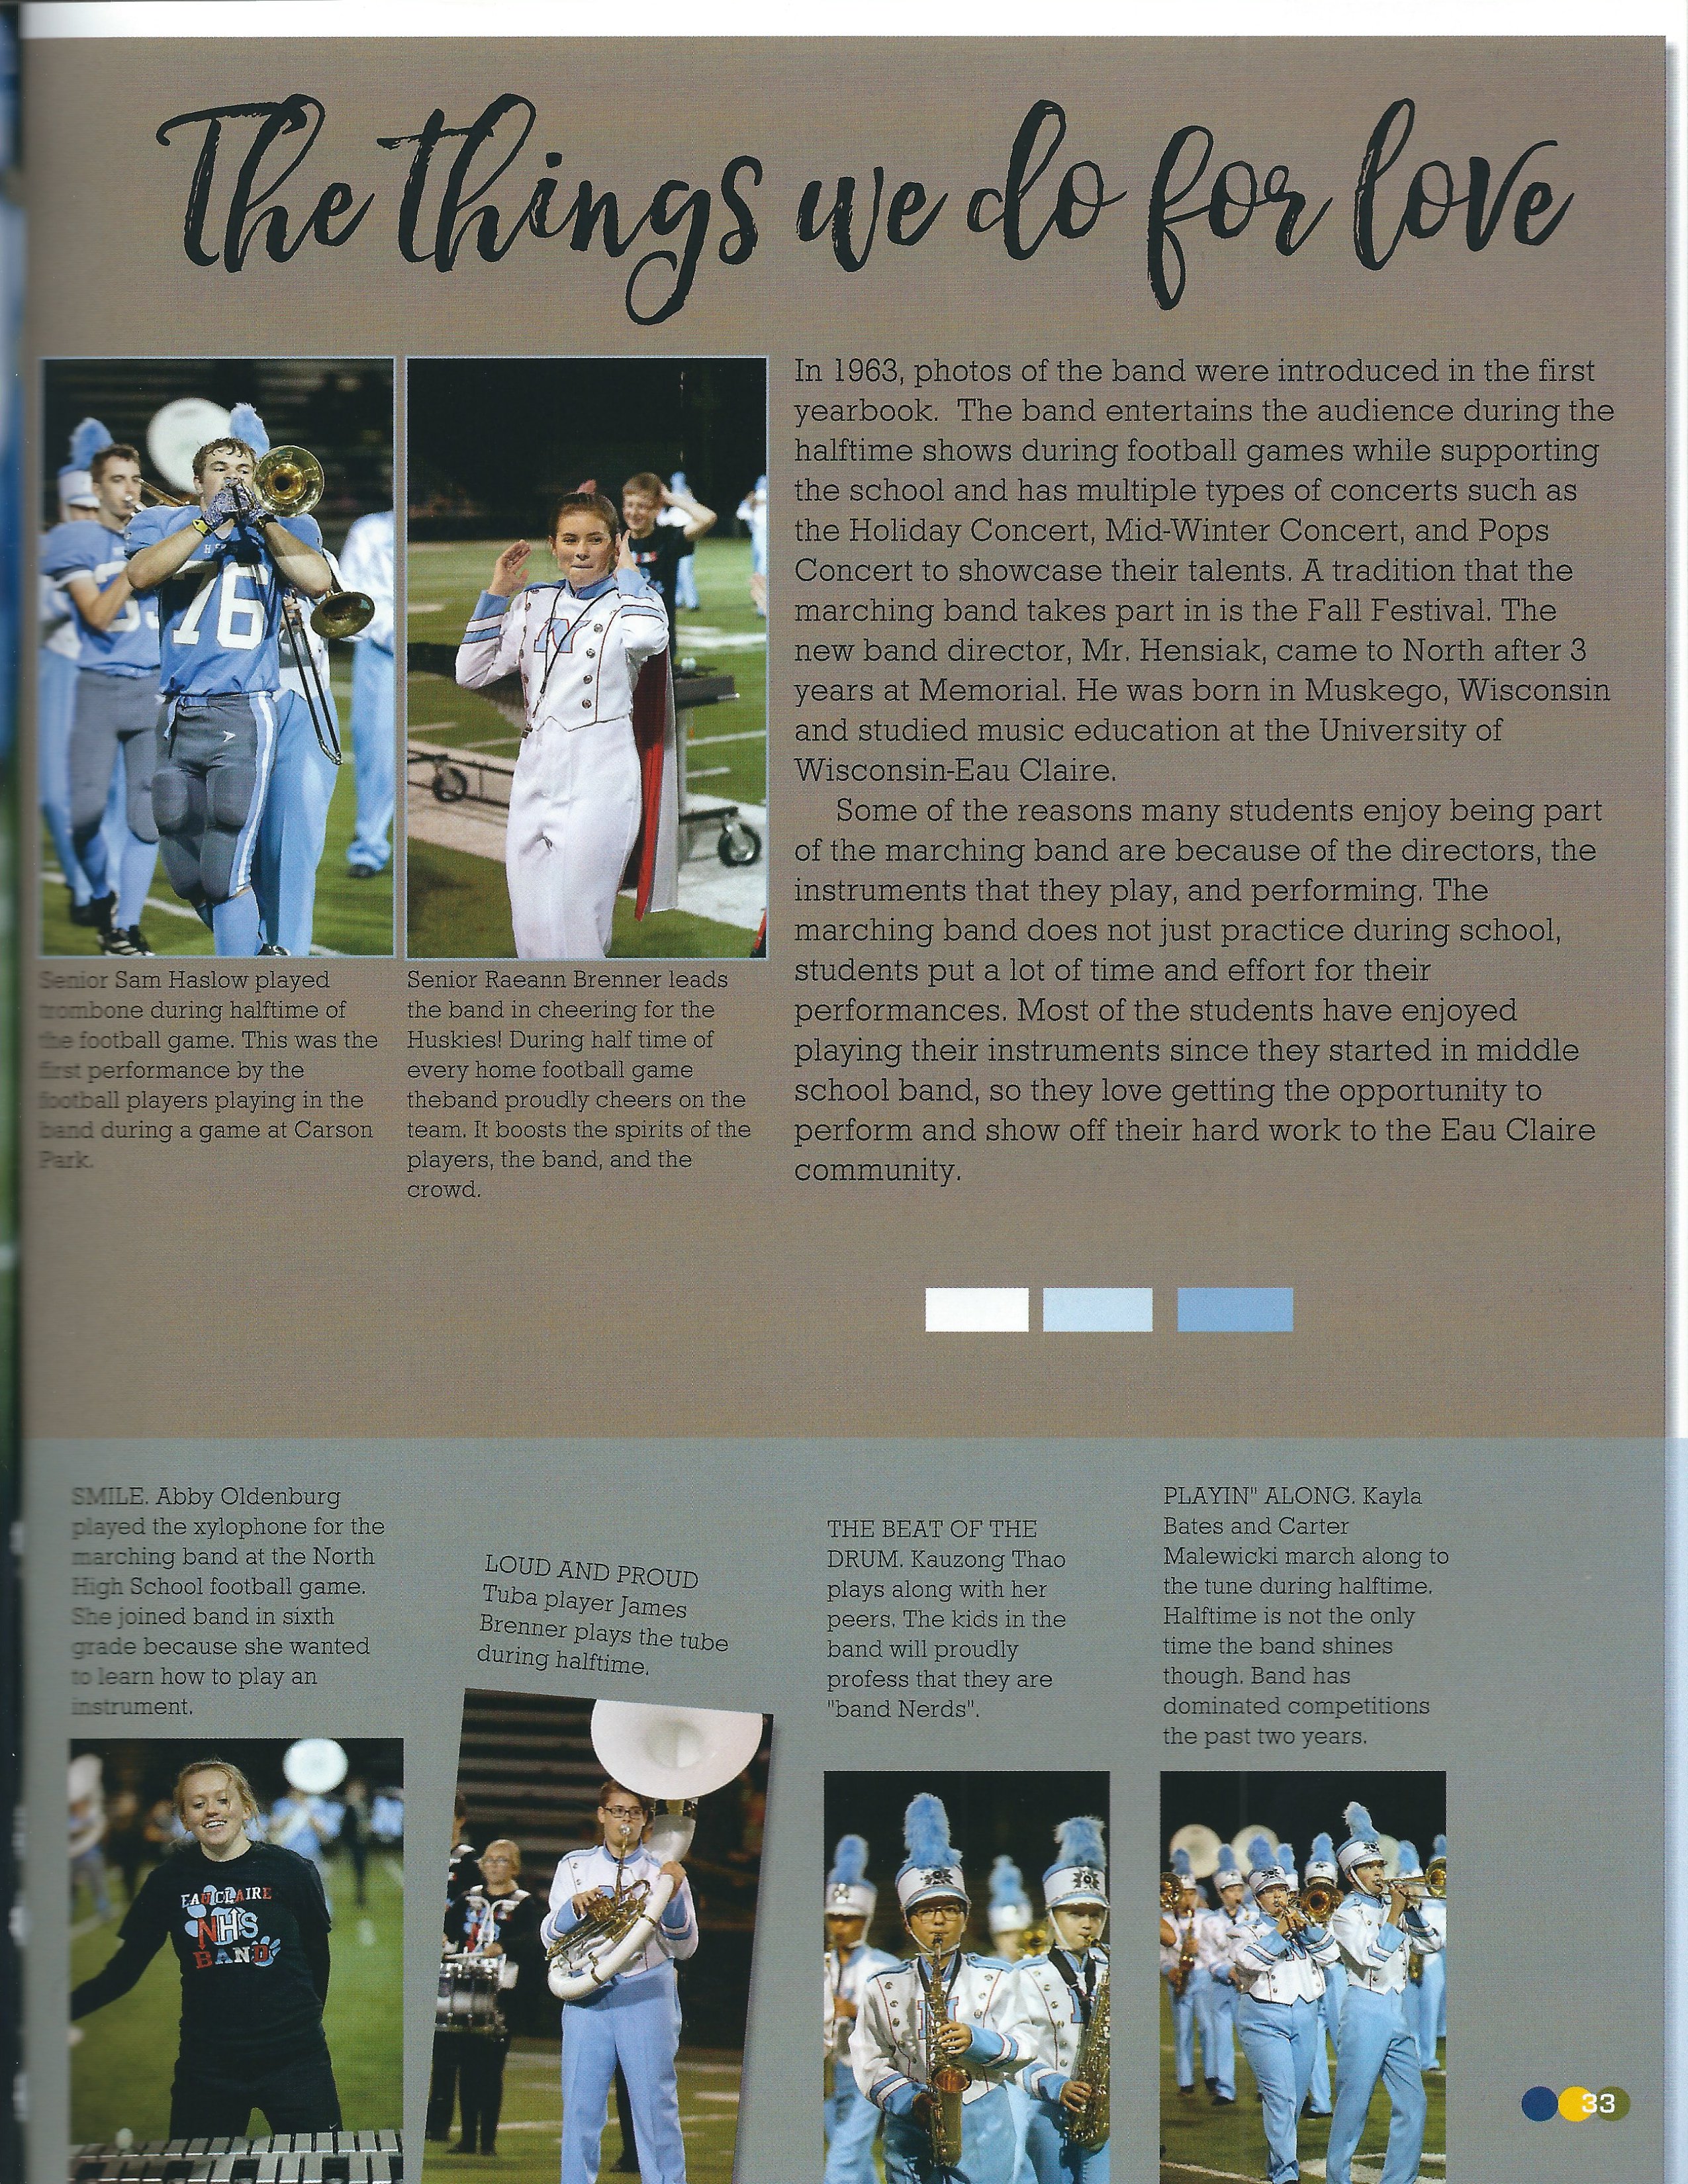 The things we do for love
In 1963, photos of the band were introduced in the first
yearbook.  The band entertains the audience during the
halftime shows during football games while supporting
the school and has multiple types of concerts such as
the Holiday Concert, Mid-Winter Concert, and Pops
Concert to showcase their talents. A tradition that the
marching band takes part in is the Fall Festival. The
new band director, Mr. Hensiak, came to North after 3
years at Memorial. He was born in Muskego, Wisconsin
and studied music education at the University of
Wisconsin-Eau Claire.
Some of the reasons many students enjoy being part
of the marching band are because of the directors, the
instruments that they play, and performing. The
marching band does not just practice during school,
students put a lot of time and effort for their
performances. Most of the students have enjoyed
playing their instruments since they started in middle
school band, so they love getting the opportunity to
perform and show off their hard work to the Eau Claire
community.
76
N
Senior Sam Haslow played
trombone during halftime of
the football game. This was the
first performance by the
football players playing in the
band during a game at Carson
Park.
Senior Raeann Brenner leads
the band in cheering for the
Huskies! During half time of
every home football game
theband proudly cheers on the
team. It boosts the spirits of the
players, the band, and the
crowd.
SMILE. Abby Oldenburg
played the xylophone for the
marching band at the North
High School football game.
She joined band in sixth
grade because she wanted
to learn how to play an
instrument.
LOUD AND PROUD
Tuba player James
Brenner plays the tube
during halftime.
THE BEAT OF THE
DRUM. Kauzong Thao
plays along with her
peers. The kids in the
band will proudly
profess that they are
"band Nerds".
PLAYIN" ALONG. Kayla
Bates and Carter
Malewicki march along to
the tune during halftime.
Halftime is not the only
time the band shines
though. Band has
dominated competitions
the past two years.
EAU CLAIRE
NHS
BAND
N
33